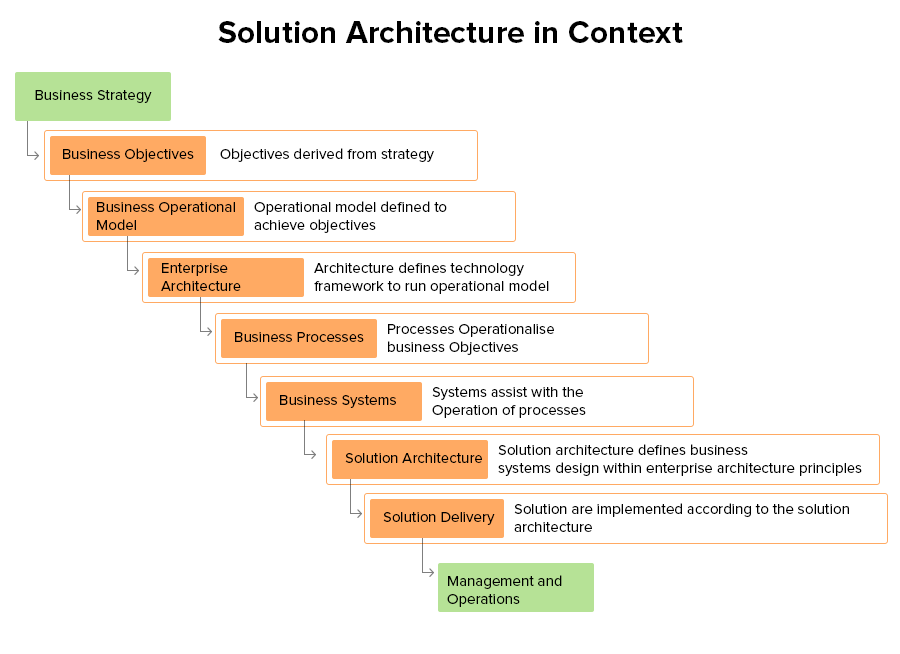 Solution Architecture in Context
Business Strategy
Business Objectives
Objectives derived from strategy
Business Operational
Model
Operational model defined to
achieve objectives
Enterprise
Architecture
Architecture defines technology
framework to run operational model
Business Processes
Processes Operationalise
business Objectives
Business Systems
Systems assist with the
Operation of processes
Solution Architecture
Solution architecture defines business
systems design within enterprise architecture principles
Solution Delivery
Solution are implemented according to the solution
architecture
Management and
Operations